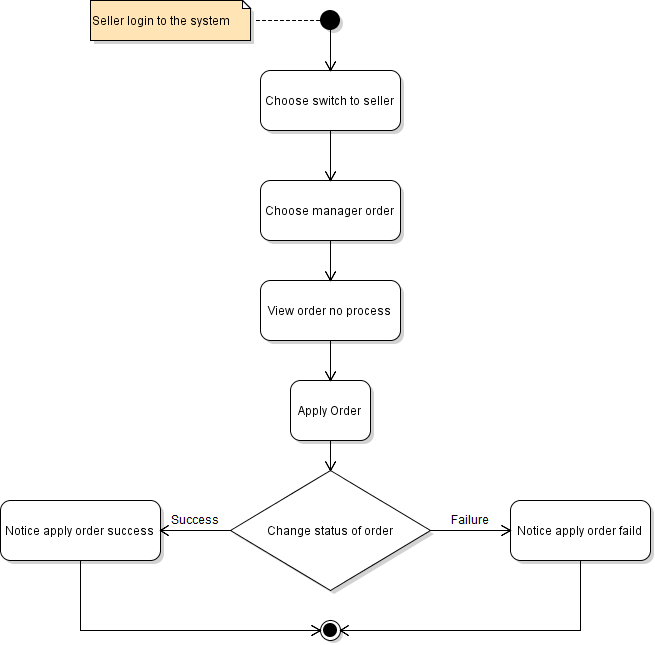 Seller login to the system
Choose switch to seller
Choose manager order
View order no process
Apply Order
Change status of order
Success
Failure
Notice apply order success
Notice apply order faild